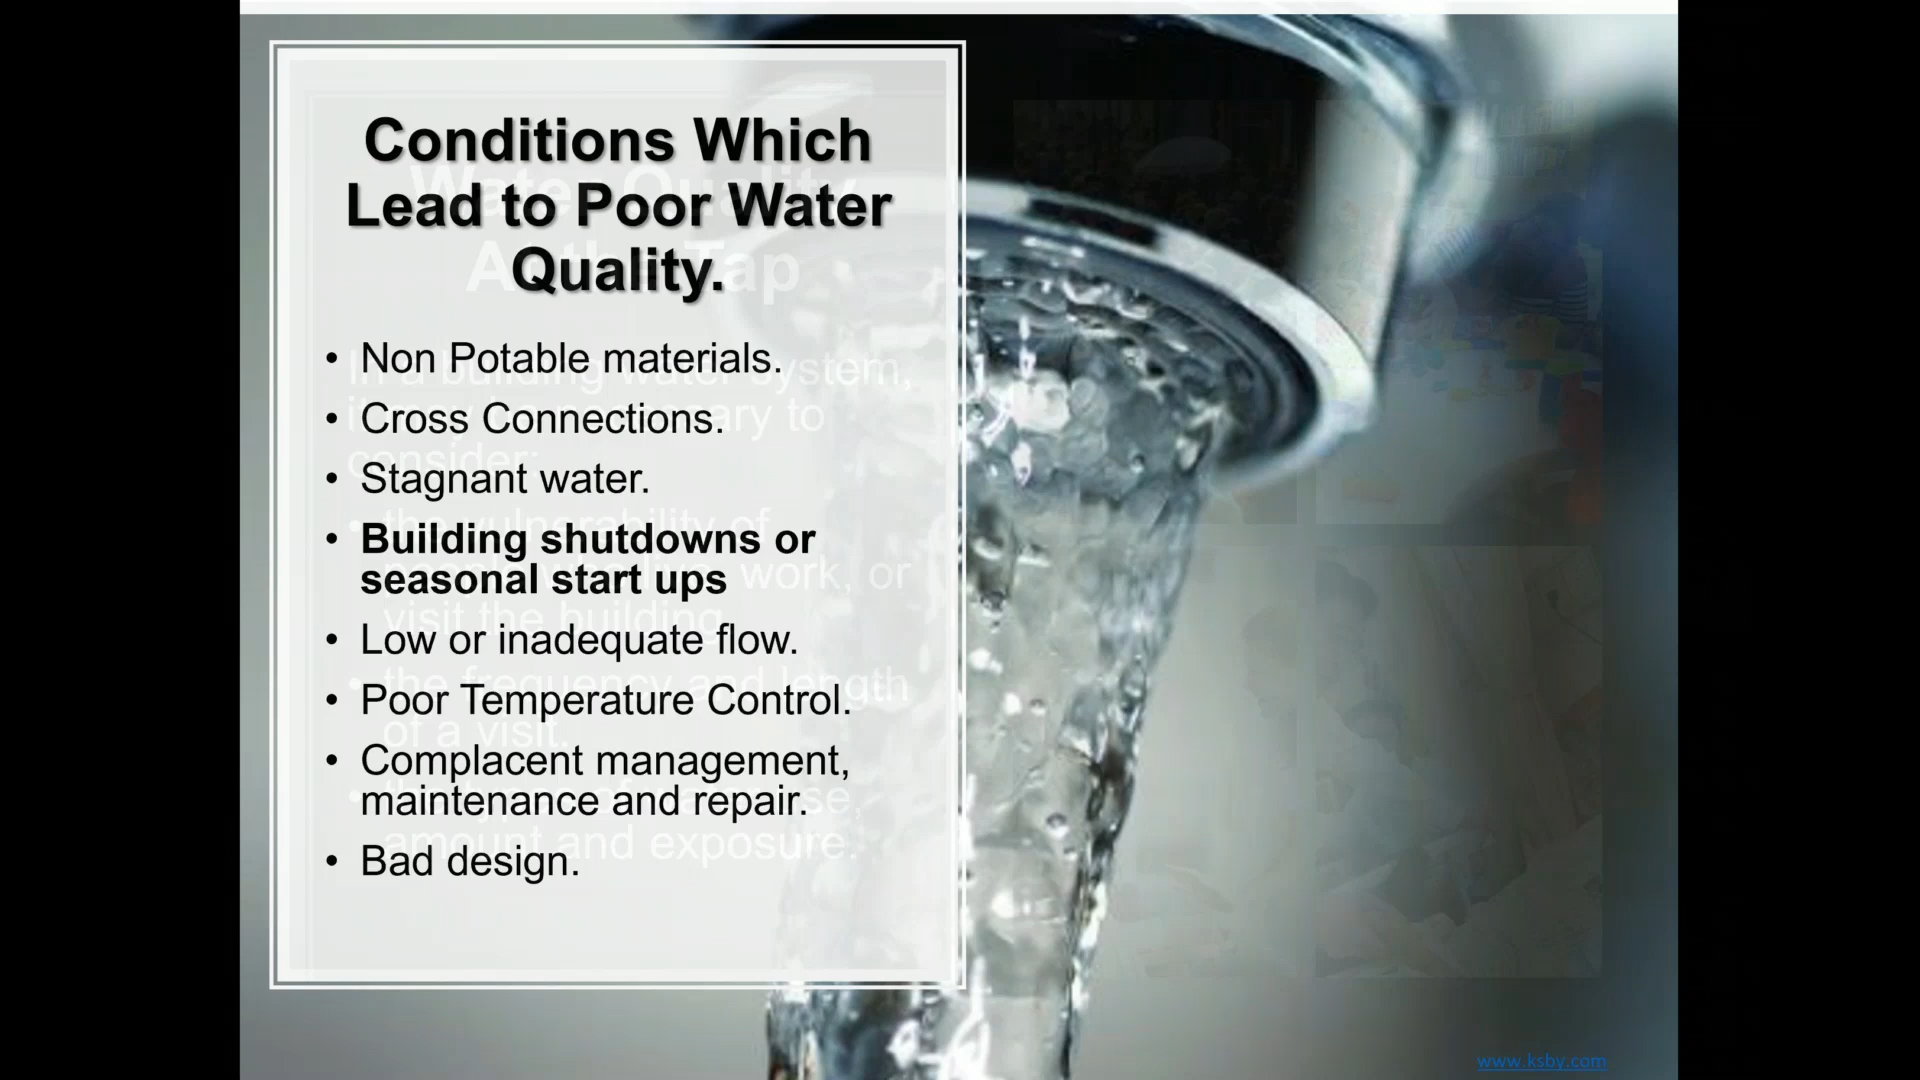 Conditions Which
Lead to Poor Water
Quality.
• Non Potable materials.
• Cross Connections.
• Stagnant water.
• Building shutdowns or
seasonal start ups
• Low or inadequate flow.
• Poor Temperature Control.
• Complacent management,
maintenance and repair.
• Bad design.
www.ksby.com